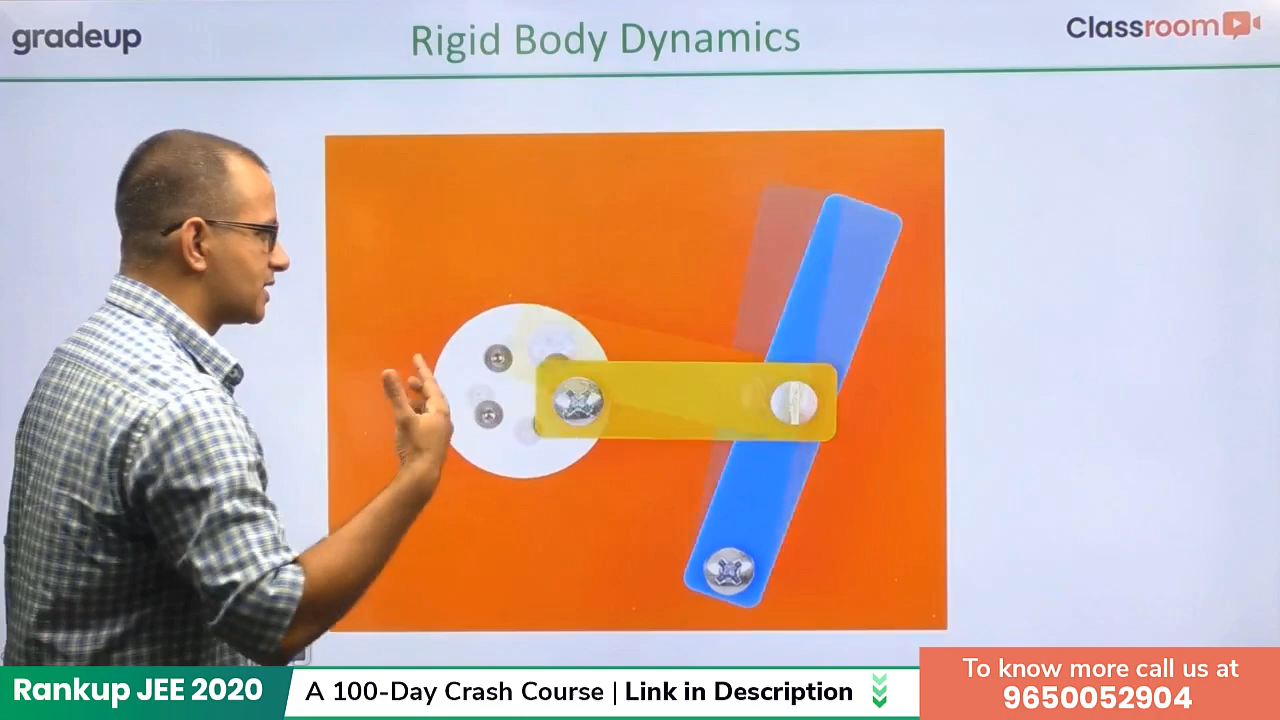 gradeup
Rigid Body Dynamics
Classroom
Rankup JEE 2020
A 100-Day Crash Course | Link in Description
To know more call us at
9650052904